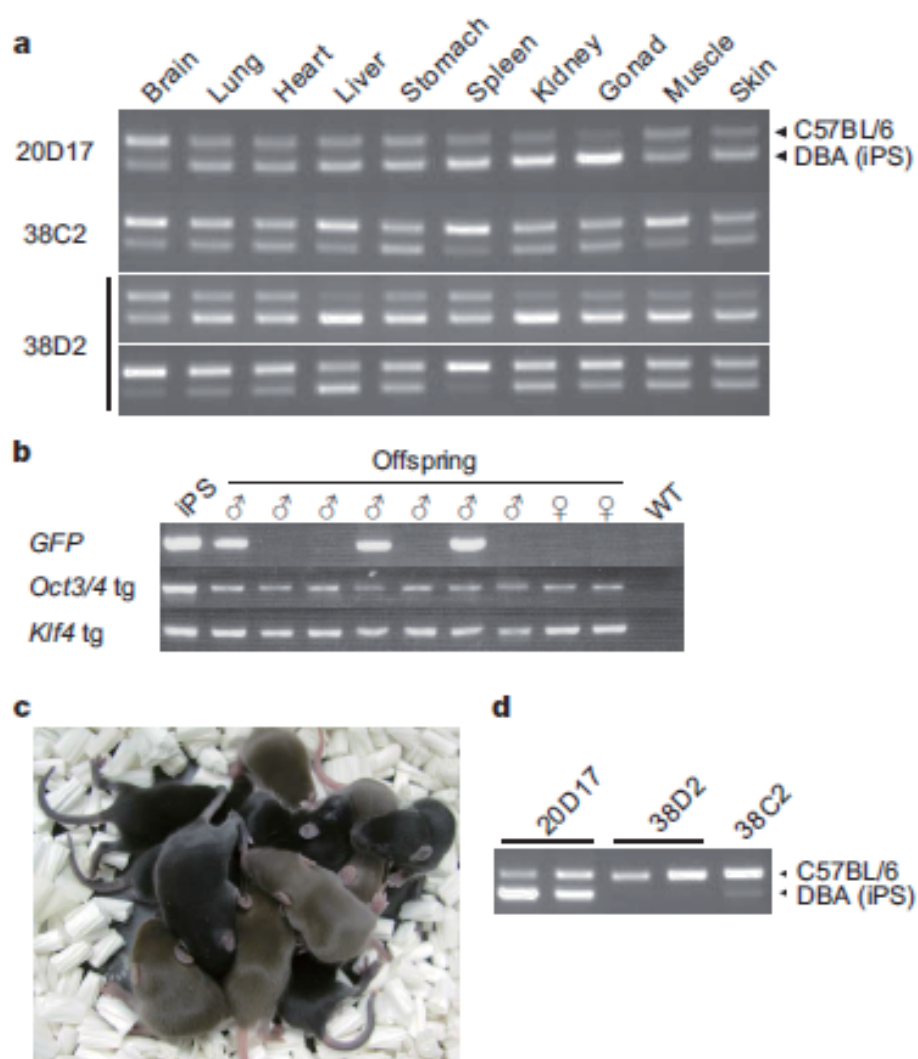 a
Brain Lung Heart Liver Stomach Spleen Kidney Gonad Muscle Skin
20D17
C57BL/6
DBA (iPS)
38C2
38D2
b
Offspring
iPS ♂ ♂ ♂ ♂ ♂ ♂ ♂ ♀ ♀ WT
GFP
Oct3/4 tg
Klf4 tg
c
d
20D17 38D2 38C2
C57BL/6
DBA (iPS)